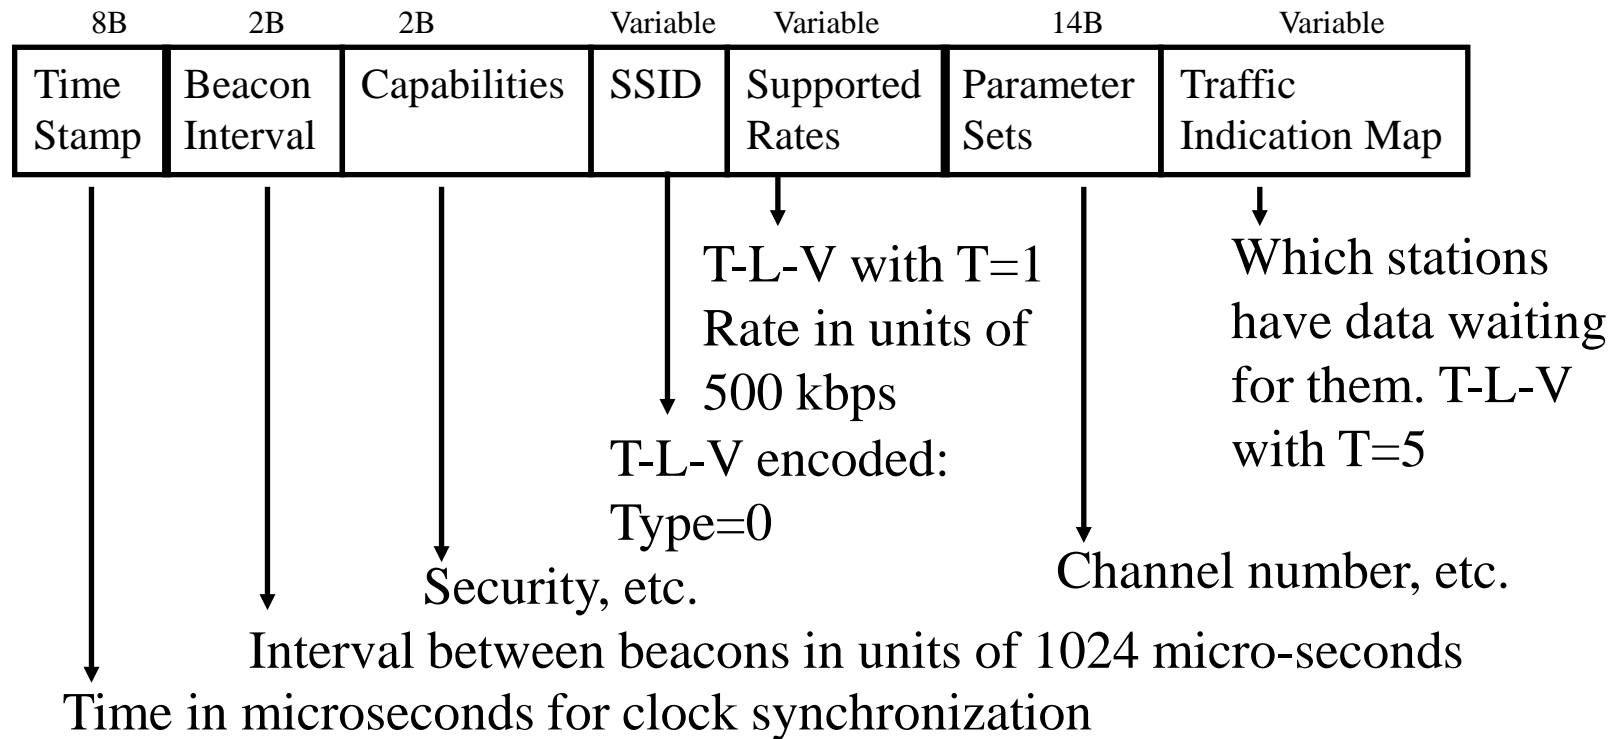 8B 2B 2B Variable Variable 14B Variable
Time Stamp
Beacon Interval
Capabilities
SSID
Supported Rates
Parameter Sets
Traffic Indication Map
T-L-V with T=1
Rate in units of
500 kbps
Which stations
have data waiting
for them. T-L-V
with T=5
T-L-V encoded:
Type=0
Security, etc.
Channel number, etc.
Interval between beacons in units of 1024 micro-seconds
Time in microseconds for clock synchronization